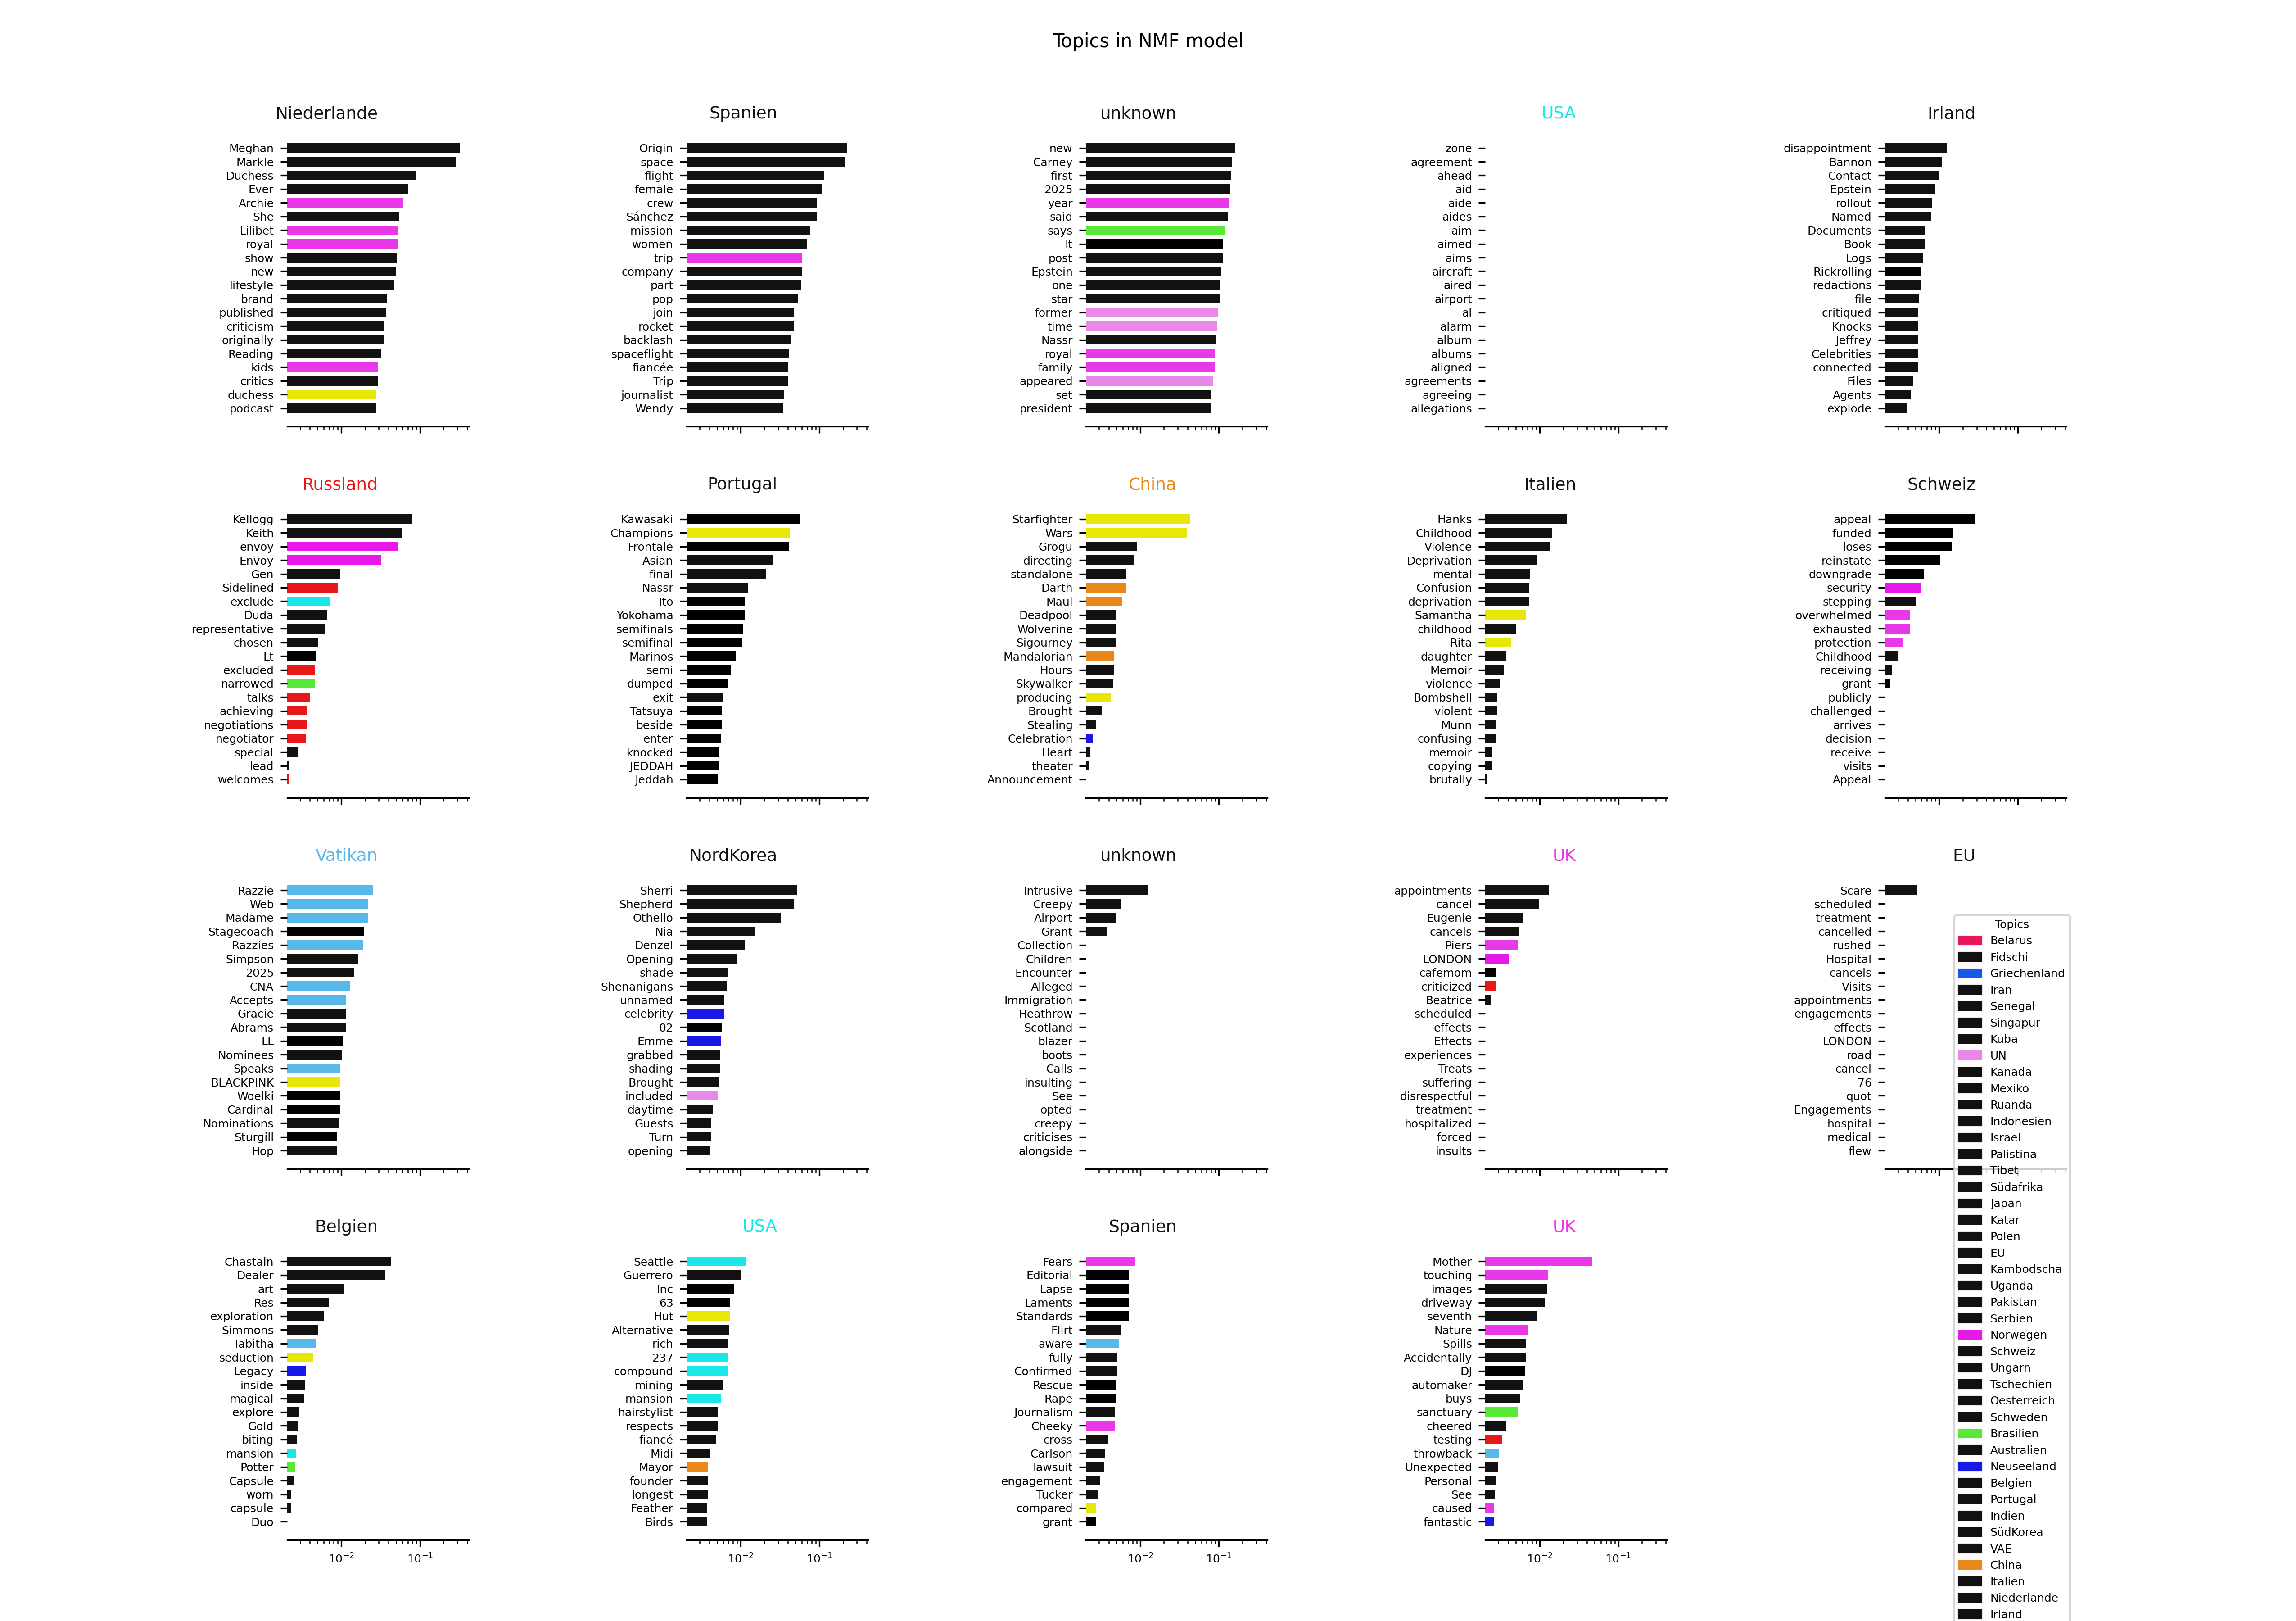 Topics in NMF model
Niederlande
Meghan
Markle
Duchess
Ever
Archie
She
Lilibet
royal
show
new
lifestyle
brand
published
criticism
originally
Reading
kids
critics
duchess
podcast
Spanien
Origin
space
flight
female
crew
Sánchez
mission
women
trip
company
part
pop
join
rocket
backlash
spaceflight
fiancée
Trip
journalist
Wendy
unknown
new
Carney
first
2025
year
said
says
It
post
Epstein
one
star
former
time
Nassr
royal
family
appeared
set
president
USA
zone
agreement
ahead
aid
aide
aides
aim
aimed
aims
aircraft
aired
airport
al
alarm
album
albums
aligned
agreements
agreeing
allegations
Irland
disappointment
Bannon
Contact
Epstein
rollout
Named
Documents
Book
Logs
Rickrolling
redactions
file
critiqued
Knocks
Jeffrey
Celebrities
connected
Files
Agents
explode
Russland
Kellogg
Keith
envoy
Envoy
Gen
Sidelined
exclude
Duda
representative
chosen
Lt
excluded
narrowed
talks
achieving
negotiations
negotiator
special
lead
welcomes
Portugal
Kawasaki
Champions
Frontale
Asian
final
Nassr
Ito
Yokohama
semifinals
semifinal
Marinos
semi
dumped
exit
Tatsuya
beside
enter
knocked
JEDDAH
Jeddah
China
Starfighter
Wars
Grogu
directing
standalone
Darth
Maul
Deadpool
Wolverine
Sigourney
Mandalorian
Hours
Skywalker
producing
Brought
Stealing
Celebration
Heart
theater
Announcement
Italien
Hanks
Childhood
Violence
Deprivation
mental
Confusion
deprivation
Samantha
childhood
Rita
daughter
Memoir
violence
Bombshell
violent
Munn
confusing
memoir
copying
brutally
Schweiz
appeal
funded
loses
reinstate
downgrade
security
stepping
overwhelmed
exhausted
protection
Childhood
receiving
grant
publicly
challenged
arrives
decision
receive
visits
Appeal
Vatikan
Razzie
Web
Madame
Stagecoach
Razzies
Simpson
2025
CNA
Accepts
Gracie
Abrams
LL
Nominees
Speaks
BLACKPINK
Woelki
Cardinal
Nominations
Sturgill
Hop
NordKorea
Sherri
Shepherd
Othello
Nia
Denzel
Opening
shade
Shenanigans
unnamed
celebrity
02
Emme
grabbed
shading
Brought
included
daytime
Guests
Turn
opening
unknown
Intrusive
Creepy
Airport
Grant
Collection
Children
Encounter
Alleged
Immigration
Heathrow
Scotland
blazer
boots
Calls
insulting
See
opted
creepy
criticises
alongside
UK
appointments
cancel
Eugenie
cancels
Piers
LONDON
cafemom
criticized
Beatrice
scheduled
effects
Effects
experiences
Treats
suffering
disrespectful
treatment
hospitalized
forced
insults
EU
Scare
scheduled
treatment
cancelled
rushed
Hospital
cancels
Visits
appointments
engagements
effects
LONDON
road
cancel
76
quot
Engagements
hospital
medical
flew
Belgien
Chastain
Dealer
art
Res
exploration
Simmons
Tabitha
seduction
Legacy
inside
magical
explore
Gold
biting
mansion
Potter
Capsule
worn
capsule
Duo
10⁻² 10⁻¹
USA
Seattle
Guerrero
Inc
63
Hut
Alternative
rich
237
compound
mining
mansion
hairstylist
respects
fiancé
Midi
Mayor
founder
longest
Feather
Birds
10⁻² 10⁻¹
Spanien
Fears
Editorial
Lapse
Laments
Standards
Flirt
aware
fully
Confirmed
Rescue
Rape
Journalism
Cheeky
cross
Carlson
lawsuit
engagement
Tucker
compared
grant
10⁻² 10⁻¹
UK
Mother
touching
images
driveway
seventh
Nature
Spills
Accidentally
DJ
automaker
buys
sanctuary
cheered
testing
throwback
Unexpected
Personal
See
caused
fantastic
10⁻² 10⁻¹
Topics
Belarus
Fidschi
Griechenland
Iran
Senegal
Singapur
Kuba
UN
Kanada
Mexiko
Ruanda
Indonesien
Israel
Palistina
Tibet
Südafrika
Japan
Katar
Polen
EU
Kambodscha
Uganda
Pakistan
Serbien
Norwegen
Schweiz
Ungarn
Tschechien
Oesterreich
Schweden
Brasilien
Australien
Neuseeland
Belgien
Portugal
Indien
SüdKorea
VAE
China
Italien
Niederlande
Irland